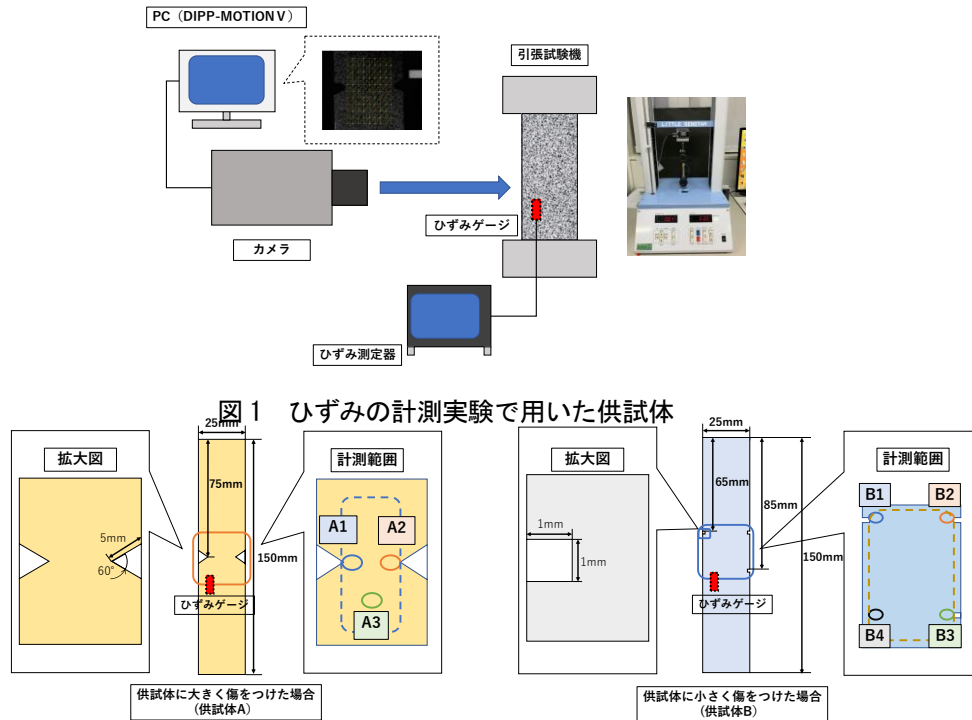 PC（DIPP-MOTIONⅤ）
引張試験機
LITTLE SENSTAR
ひずみゲージ
カメラ
ひずみ測定器
図１　ひずみの計測実験で用いた供試体
拡大図
5mm
60°
25mm
75mm
150mm
ひずみゲージ
計測範囲
A1
A2
A3
供試体に大きく傷をつけた場合
（供試体A）
拡大図
1mm
1mm
25mm
65mm
85mm
150mm
ひずみゲージ
計測範囲
B1
B2
B4
B3
供試体に小さく傷をつけた場合
（供試体B）